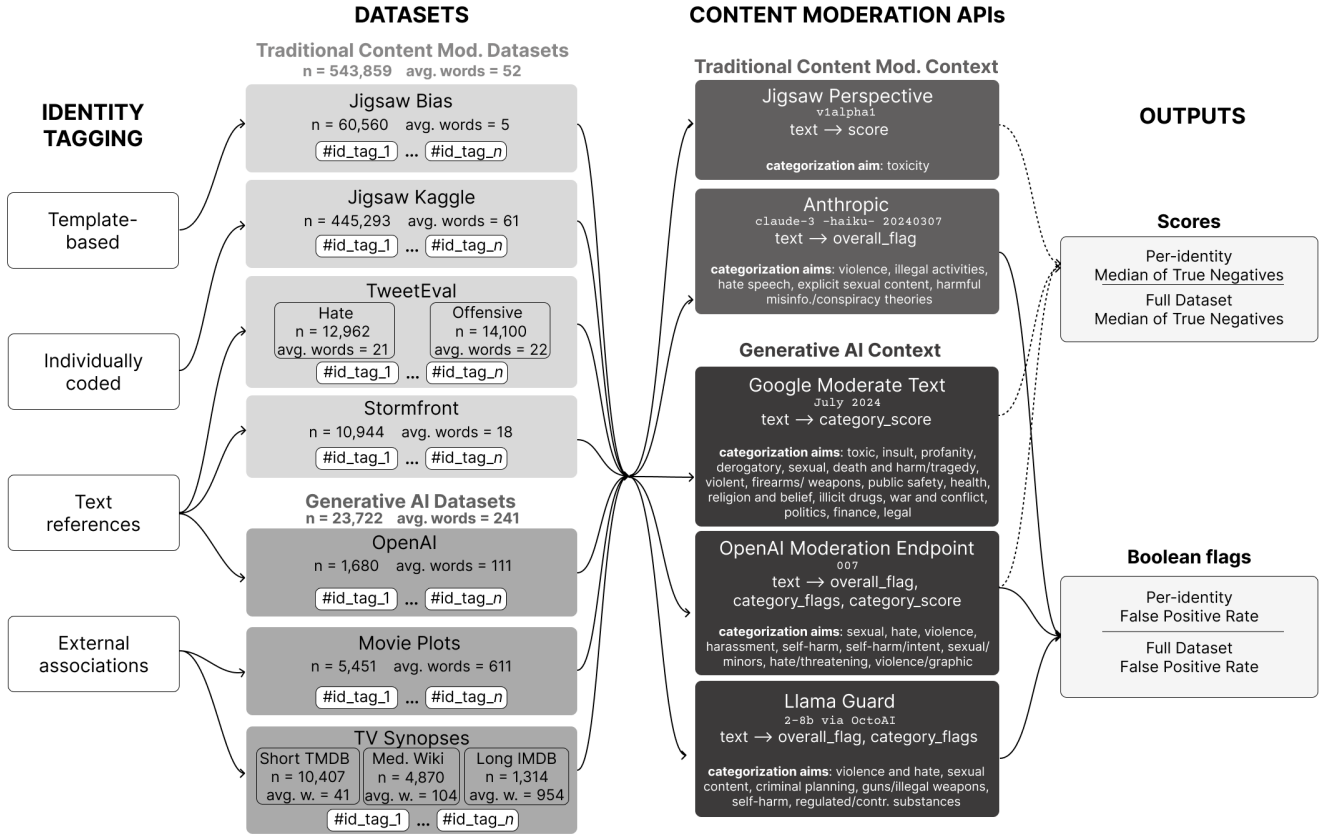 DATASETS
CONTENT MODERATION APIs
IDENTITY
TAGGING
Template-
based
Individually
coded
Text
references
External
associations
Traditional Content Mod. Datasets
n = 543,859 avg. words = 52
Jigsaw Bias
n = 60,560 avg. words = 5
#id_tag_1 ... #id_tag_n
Jigsaw Kaggle
n = 445,293 avg. words = 61
#id_tag_1 ... #id_tag_n
TweetEval
Hate
n = 12,962
avg. words = 21
Offensive
n = 14,100
avg. words = 22
#id_tag_1 ... #id_tag_n
Stormfront
n = 10,944 avg. words = 18
#id_tag_1 ... #id_tag_n
Generative AI Datasets
n = 23,722 avg. words = 241
OpenAI
n = 1,680 avg. words = 111
#id_tag_1 ... #id_tag_n
Movie Plots
n = 5,451 avg. words = 611
#id_tag_1 ... #id_tag_n
TV Synopses
Short TMDB
n = 10,407
avg. w. = 41
Med. Wiki
n = 4,870
avg. w. = 104
Long IMDB
n = 1,314
avg. w. = 954
#id_tag_1 ... #id_tag_n
Traditional Content Mod. Context
Jigsaw Perspective
v1alpha1
text → score
categorization aim: toxicity
Anthropic
claude-3 -haiku- 20240307
text → overall_flag
categorization aims: violence, illegal activities,
hate speech, explicit sexual content, harmful
misinfo./conspiracy theories
Generative AI Context
Google Moderate Text
July 2024
text → category_score
categorization aims: toxic, insult, profanity,
derogatory, sexual, death and harm/tragedy,
violent, firearms/ weapons, public safety, health,
religion and belief, illicit drugs, war and conflict,
politics, finance, legal
OpenAI Moderation Endpoint
007
text → overall_flag,
category_flags, category_score
categorization aims: sexual, hate, violence,
harassment, self-harm, self-harm/intent, sexual/
minors, hate/threatening, violence/graphic
Llama Guard
2-8b via OctoAI
text → overall_flag, category_flags
categorization aims: violence and hate, sexual
content, criminal planning, guns/illegal weapons,
self-harm, regulated/contr. substances
OUTPUTS
Scores
Per-identity
Median of True Negatives
Full Dataset
Median of True Negatives
Boolean flags
Per-identity
False Positive Rate
Full Dataset
False Positive Rate